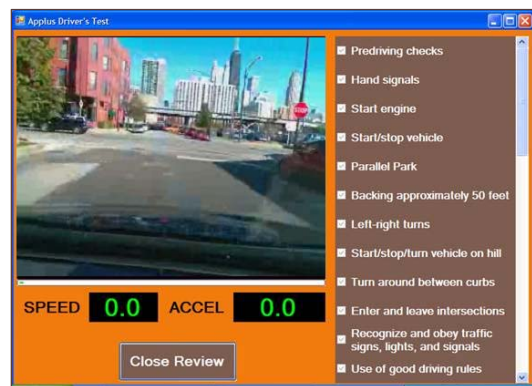 Applus Driver's Test
STOP
Predriving checks
Hand signals
Start engine
Start/stop vehicle
Parallel Park
Backing approximately 50 feet
Left-right turns
Start/stop/turn vehicle on hill
Turn around between curbs
Enter and leave intersections
Recognize and obey traffic
signs, lights, and signals
Use of good driving rules
SPEED 0.0 ACCEL 0.0
Close Review